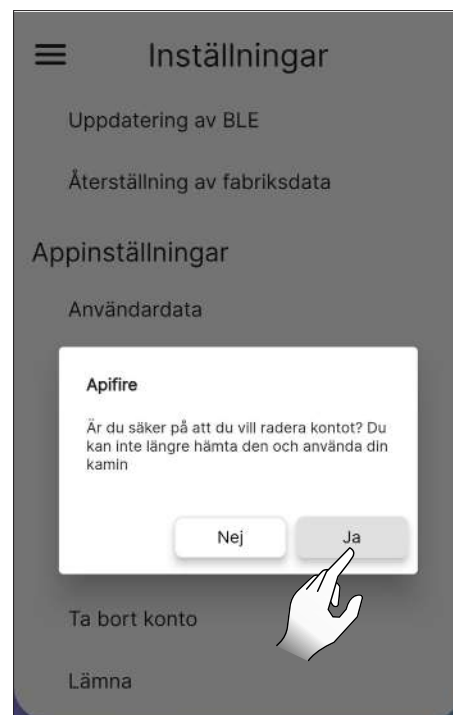 Inställningar
Uppdatering av BLE
Återställning av fabriksdata
Appinställningar
Användardata
Apifire
Är du säker på att du vill radera kontot? Du
kan inte längre hämta den och använda din
kamin
Nej
Ja
Ta bort konto
Lämna